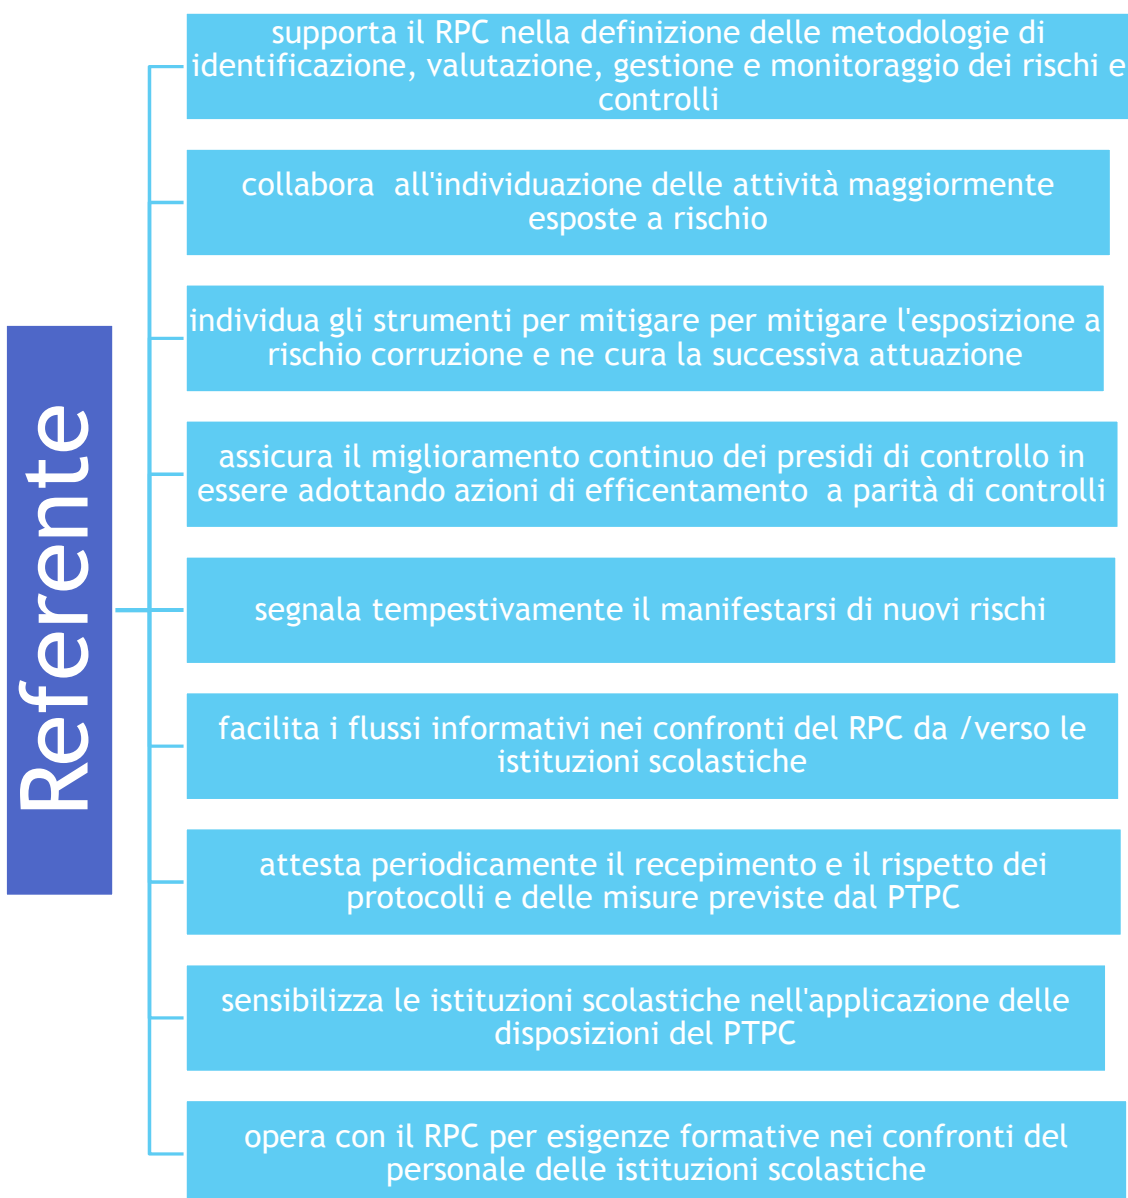 Referente
supporta il RPC nella definizione delle metodologie di
identificazione, valutazione, gestione e monitoraggio dei rischi e
controlli
collabora  all'individuazione delle attività maggiormente
esposte a rischio
individua gli strumenti per mitigare per mitigare l'esposizione a
rischio corruzione e ne cura la successiva attuazione
assicura il miglioramento continuo dei presidi di controllo in
essere adottando azioni di efficentamento  a parità di controlli
segnala tempestivamente il manifestarsi di nuovi rischi
facilita i flussi informativi nei confronti del RPC da /verso le
istituzioni scolastiche
attesta periodicamente il recepimento e il rispetto dei
protocolli e delle misure previste dal PTPC
sensibilizza le istituzioni scolastiche nell'applicazione delle
disposizioni del PTPC
opera con il RPC per esigenze formative nei confronti del
personale delle istituzioni scolastiche